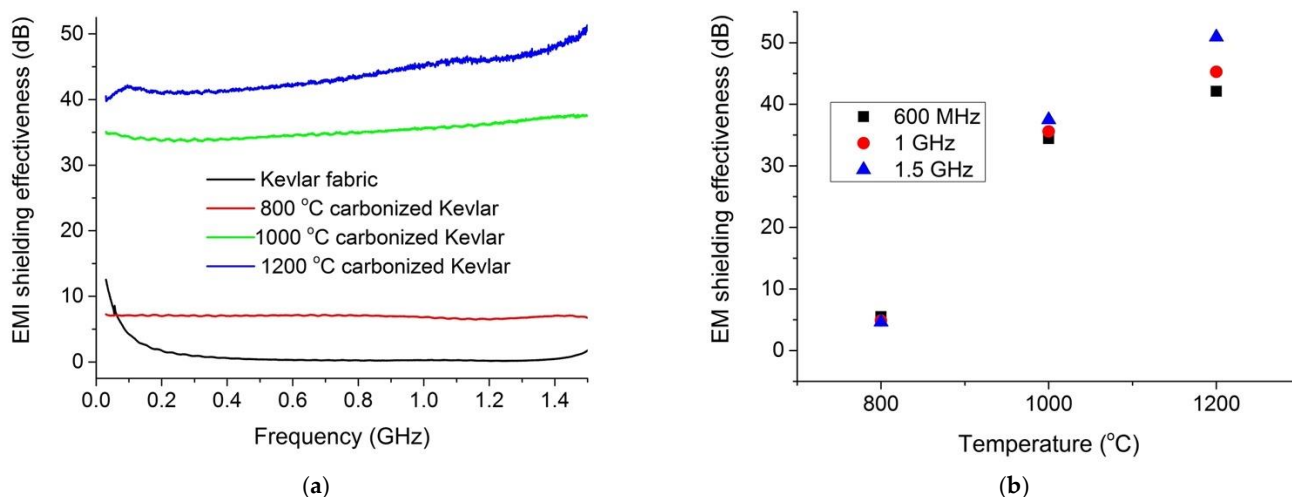 EMI shielding effectiveness (dB)
50
40
30
20
10
0
Kevlar fabric
800 °C carbonized Kevlar
1000 °C carbonized Kevlar
1200 °C carbonized Kevlar
0.0 0.2 0.4 0.6 0.8 1.0 1.2 1.4
Frequency (GHz)
(a)
EM shielding effectiveness (dB)
50
40
30
20
10
0
600 MHz
1 GHz
1.5 GHz
800 1000 1200
Temperature (°C)
(b)